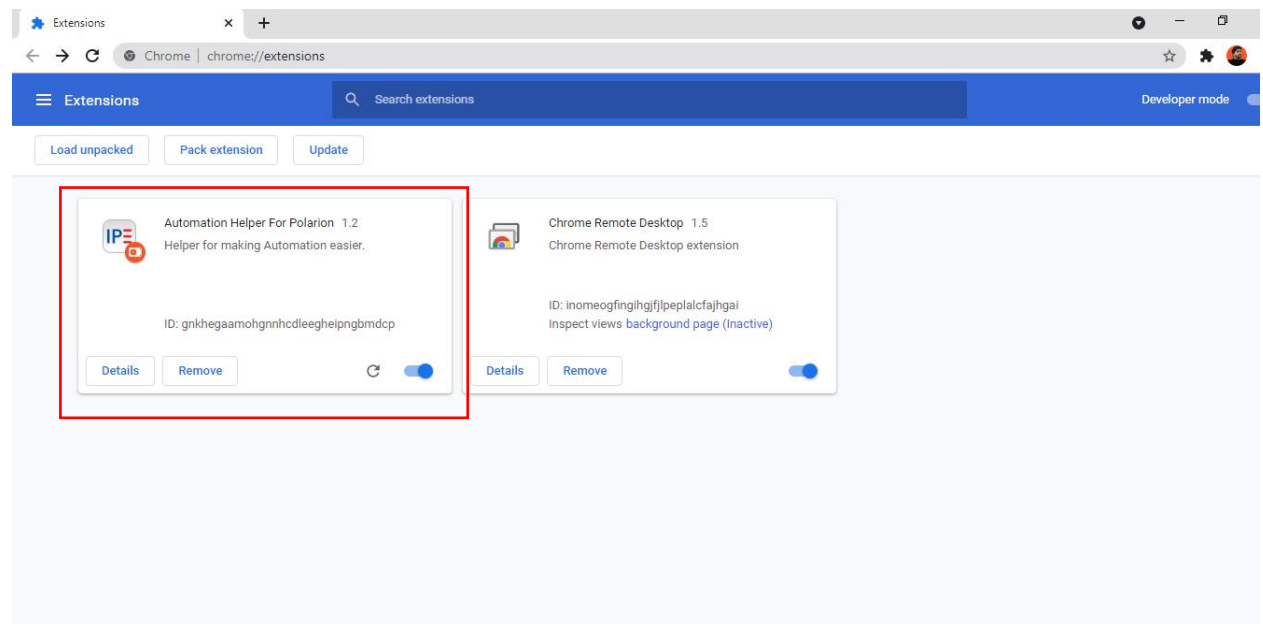 Extensions
Chrome | chrome://extensions
Extensions
Search extensions
Developer mode
Load unpacked
Pack extension
Update
IPE
Automation Helper For Polarion 1.2
Helper for making Automation easier.
ID: gnkhegaamohgnnhcdleegheipngbmdcp
Details
Remove
Chrome Remote Desktop 1.5
Chrome Remote Desktop extension
ID: inomeogfingihgjfjlpeplalcfajhgai
Inspect views background page (Inactive)
Details
Remove